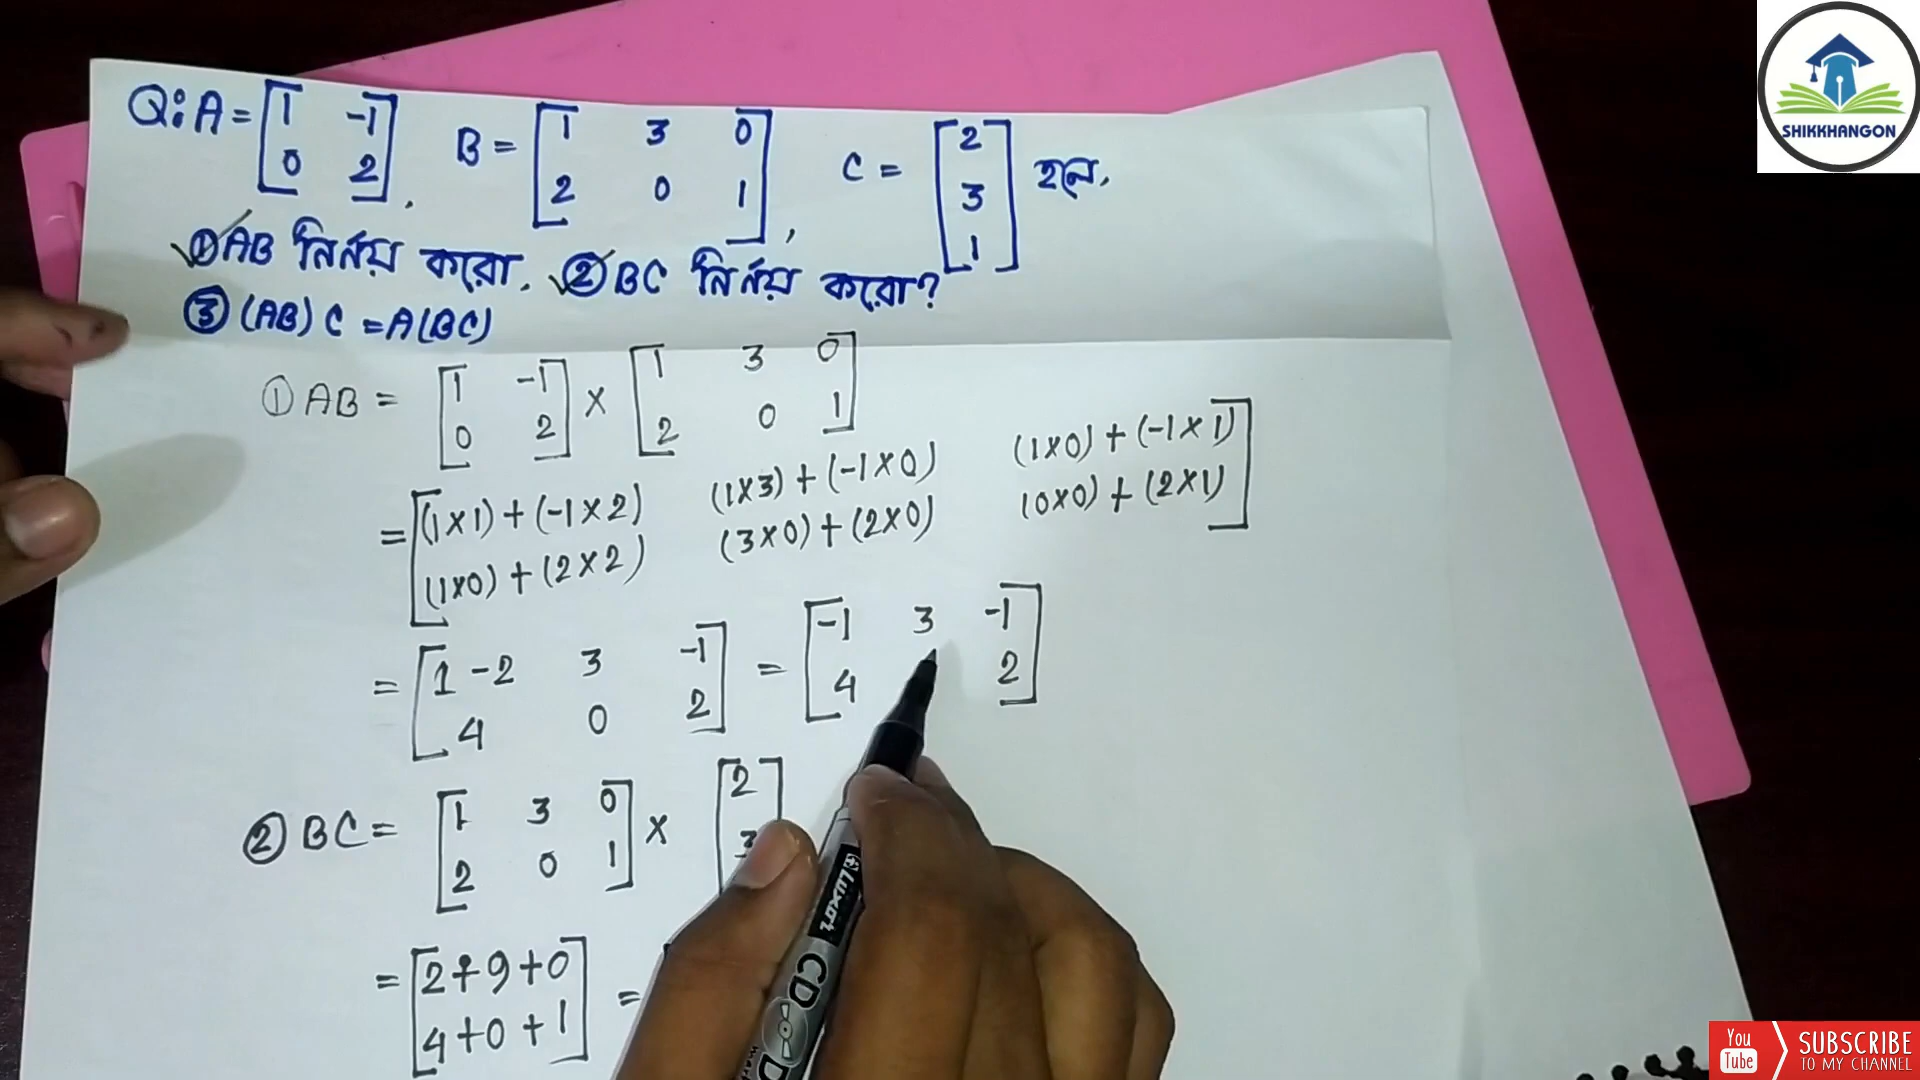 Q: A = [1 -1
0 2], B = [1 3 0
2 0 1], C = [2
3
1] হলে,
① AB নির্নয় করো. ② BC নির্নয় করো?
③ (AB) C = A(BC)
① AB = [1 -1
0 2] × [1 3 0
2 0 1]
= [(1×1) + (-1×2) (1×3) + (-1×0) (1×0) + (-1×1)
(1×0) + (2×2) (3×0) + (2×0) (0×0) + (2×1)]
= [1 -2 3 -1
4 0 2] = [-1 3 -1
4 2]
② BC = [1 3 0
2 0 1] × [2
3
= [2+9+0
4+0+1] =
SHIKKHANGON
Luxor
CD
You
Tube
SUBSCRIBE
TO MY CHANNEL